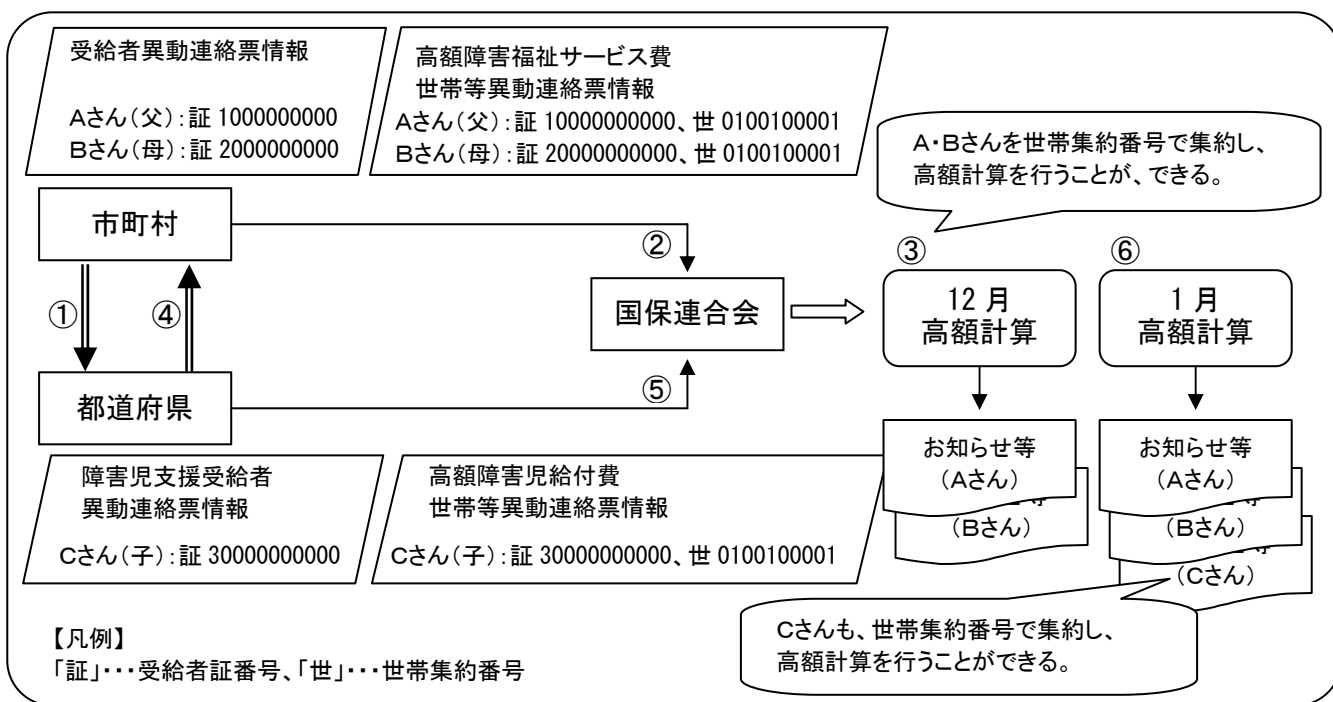 受給者異動連絡票情報
Aさん(父):証 1000000000
Bさん(母):証 2000000000
高額障害福祉サービス費
世帯等異動連絡票情報
Aさん(父):証 10000000000、世 0100100001
Bさん(母):証 20000000000、世 0100100001
A・Bさんを世帯集約番号で集約し、
高額計算を行うことが、できる。
市町村
①
④
②
国保連合会
③
12 月
高額計算
⑥
1 月
高額計算
都道府県
⑤
お知らせ等
(Aさん)
(Bさん)
お知らせ等
(Aさん)
(Bさん)
(Cさん)
障害児支援受給者
異動連絡票情報
Cさん(子):証 30000000000
高額障害児給付費
世帯等異動連絡票情報
Cさん(子):証 30000000000、世 0100100001
Cさんも、世帯集約番号で集約し、
高額計算を行うことができる。
【凡例】
「証」・・・受給者証番号、「世」・・・世帯集約番号